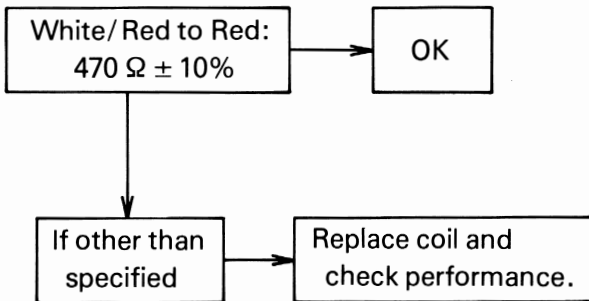 White/Red to Red:
470 Ω ± 10%
OK
If other than
specified
Replace coil and
check performance.